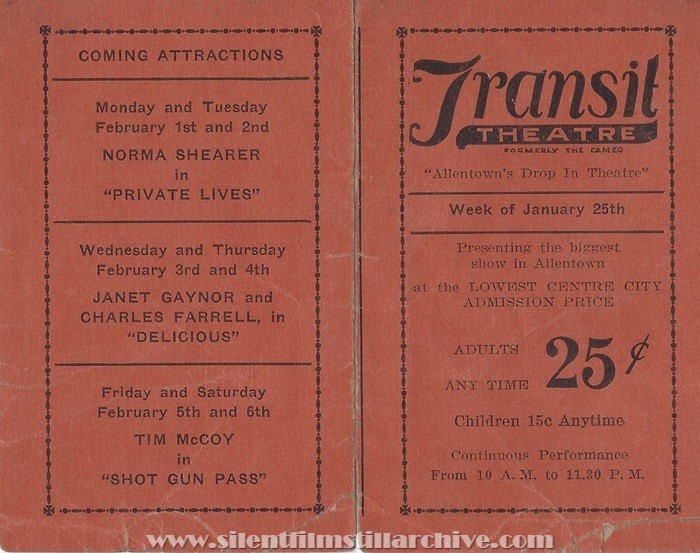 COMING ATTRACTIONS
Monday and Tuesday
February 1st and 2nd
NORMA SHEARER
in
"PRIVATE LIVES"
Wednesday and Thursday
February 3rd and 4th
JANET GAYNOR and
CHARLES FARRELL, in
"DELICIOUS"
Friday and Saturday
February 5th and 6th
TIM McCOY
in
"SHOT GUN PASS"
Transit
THEATRE
FORMERLY THE CAMEO
"Allentown's Drop In Theatre"
Week of January 25th
Presenting the biggest
show in Allentown
at the LOWEST CENTRE CITY
ADMISSION PRICE
ADULTS
ANY TIME
25¢
Children 15c Anytime
Continuous Performance
From 10 A. M. to 11.30 P. M.
www.silentfilmstillarchive.com